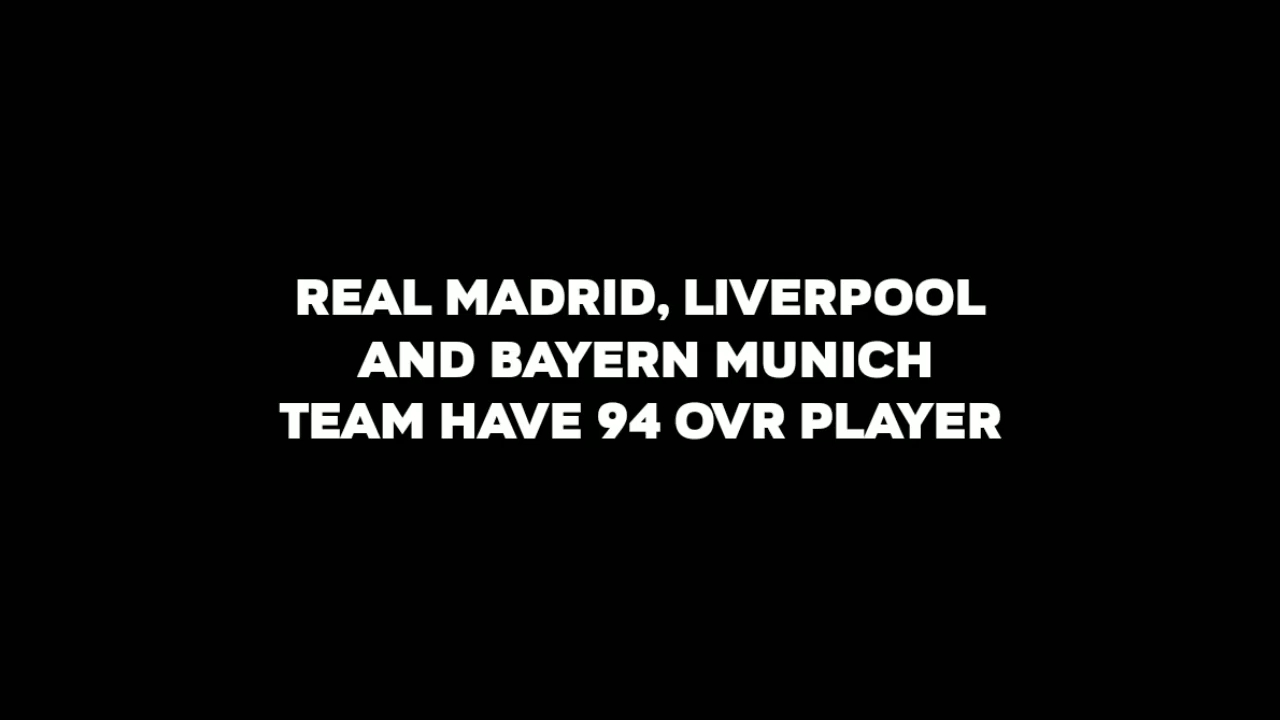 REAL MADRID, LIVERPOOL
AND BAYERN MUNICH
TEAM HAVE 94 OVR PLAYER